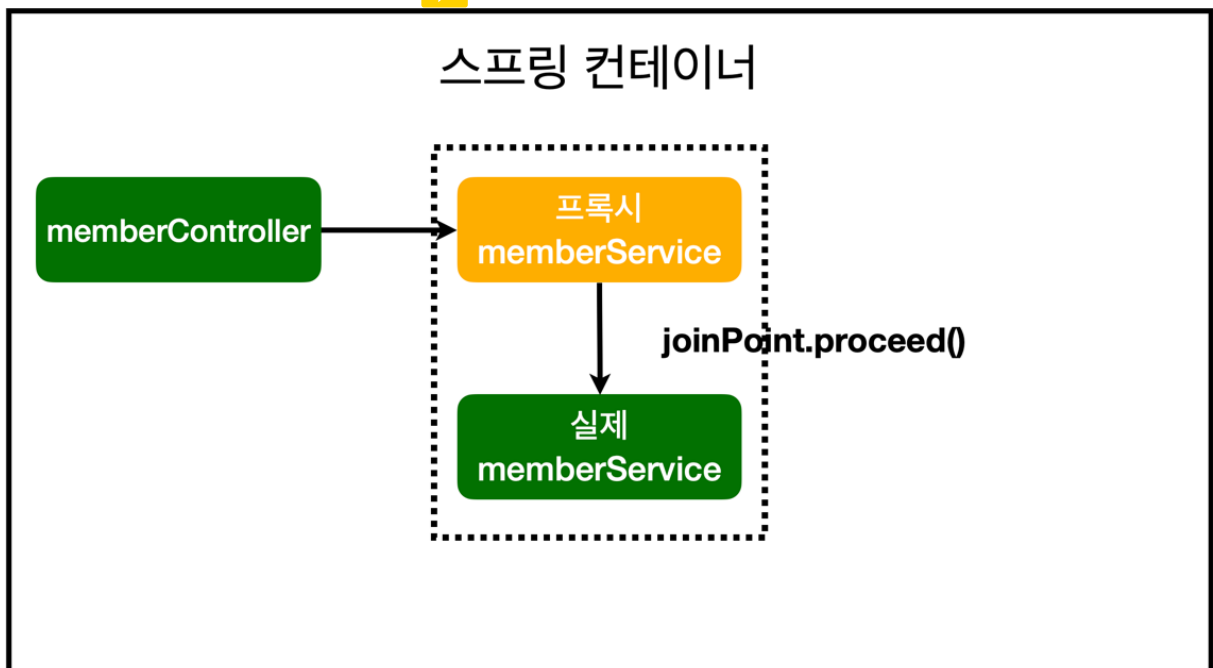 스프링 컨테이너
memberController
프록시
memberService
joinPoint.proceed()
실제
memberService